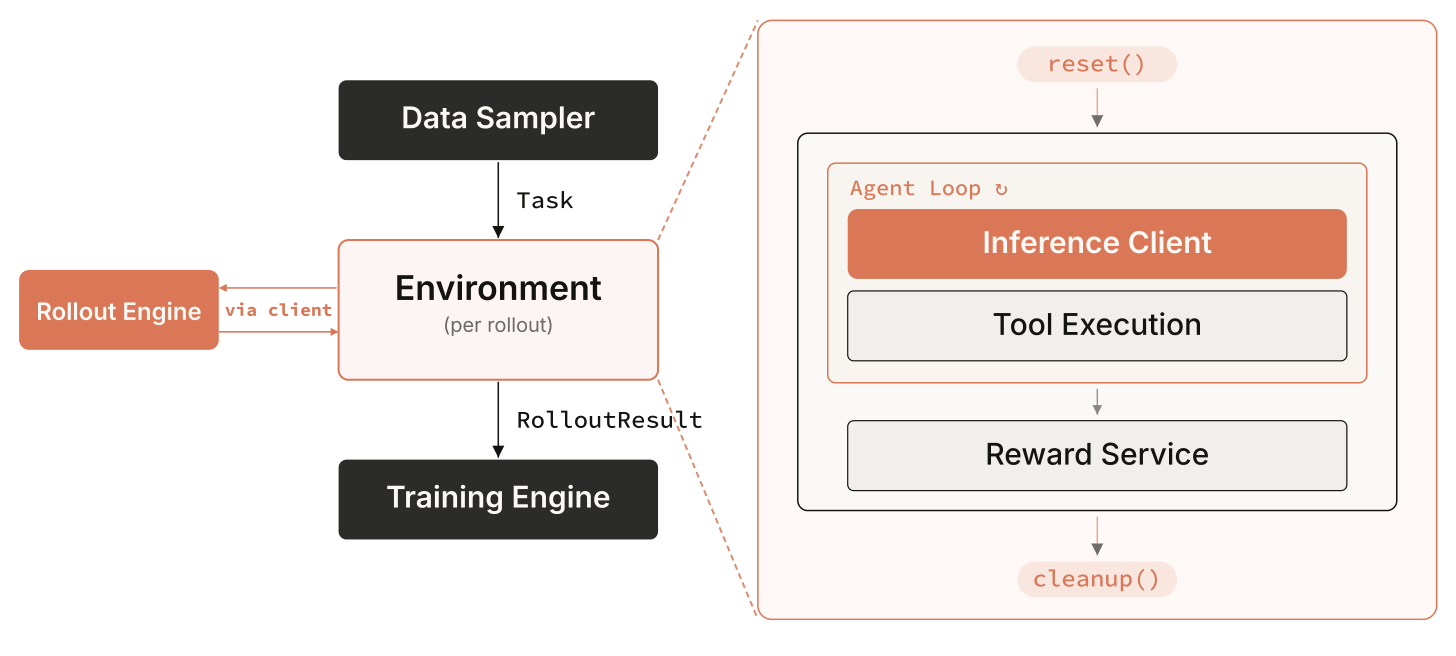 Data Sampler
Task
Environment
(per rollout)
Rollout Engine
via client
RolloutResult
Training Engine
reset()
Agent Loop ↻
Inference Client
Tool Execution
Reward Service
cleanup()